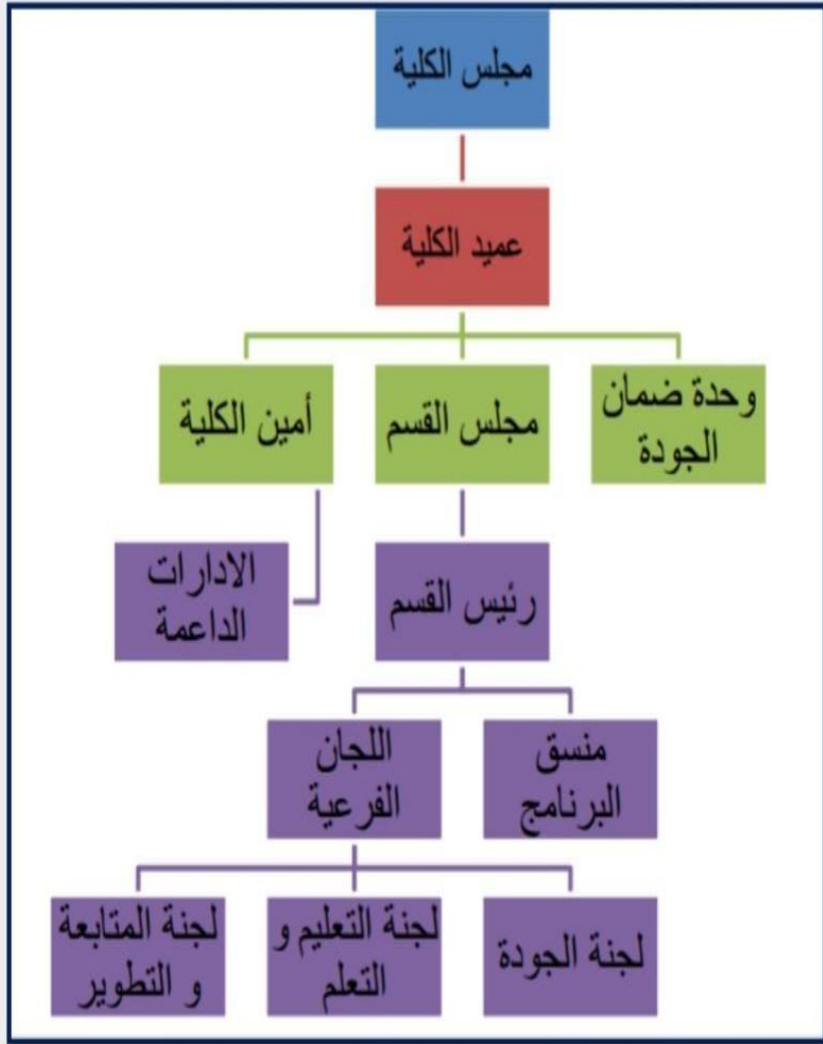 مجلس الكلية
عميد الكلية
وحدة ضمان
الجودة
مجلس القسم
أمين الكلية
رئيس القسم
الادارات
الداعمة
منسق
البرنامج
اللجان
الفرعية
لجنة الجودة
لجنة التعليم و
التعلم
لجنة المتابعة
و التطوير